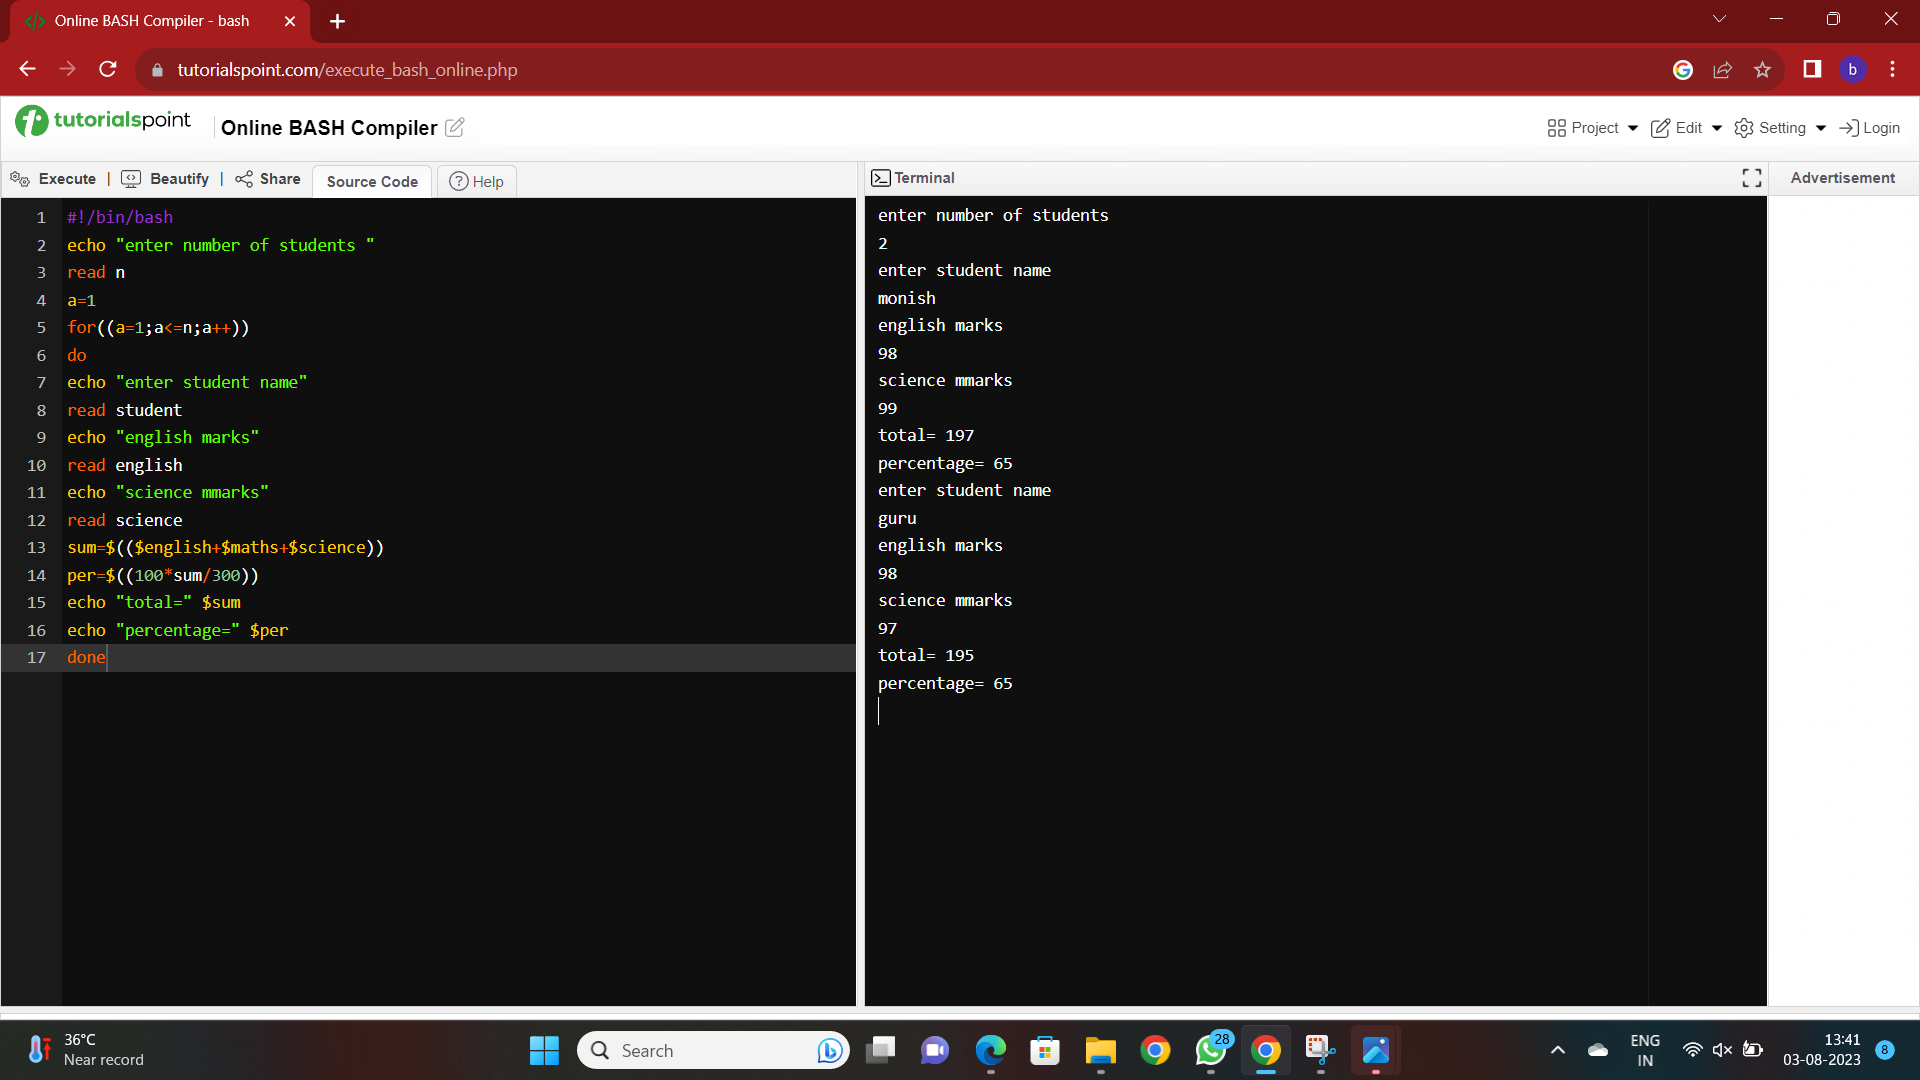 Online BASH Compiler - bash
tutorialspoint.com/execute_bash_online.php
b
tutorialspoint
Online BASH Compiler
Project
Edit
Setting
Login
Execute | Beautify | Share
Source Code
Help
Terminal
Advertisement
1 #!/bin/bash
2 echo "enter number of students "
3 read n
4 a=1
5 for((a=1;a<=n;a++))
6 do
7 echo "enter student name"
8 read student
9 echo "english marks"
10 read english
11 echo "science mmarks"
12 read science
13 sum=$(($english+$maths+$science))
14 per=$((100*sum/300))
15 echo "total=" $sum
16 echo "percentage=" $per
17 done
enter number of students
2
enter student name
monish
english marks
98
science mmarks
99
total= 197
percentage= 65
enter student name
guru
english marks
98
science mmarks
97
total= 195
percentage= 65
36°C
Near record
Search
28
ENG
IN
13:41
03-08-2023
8